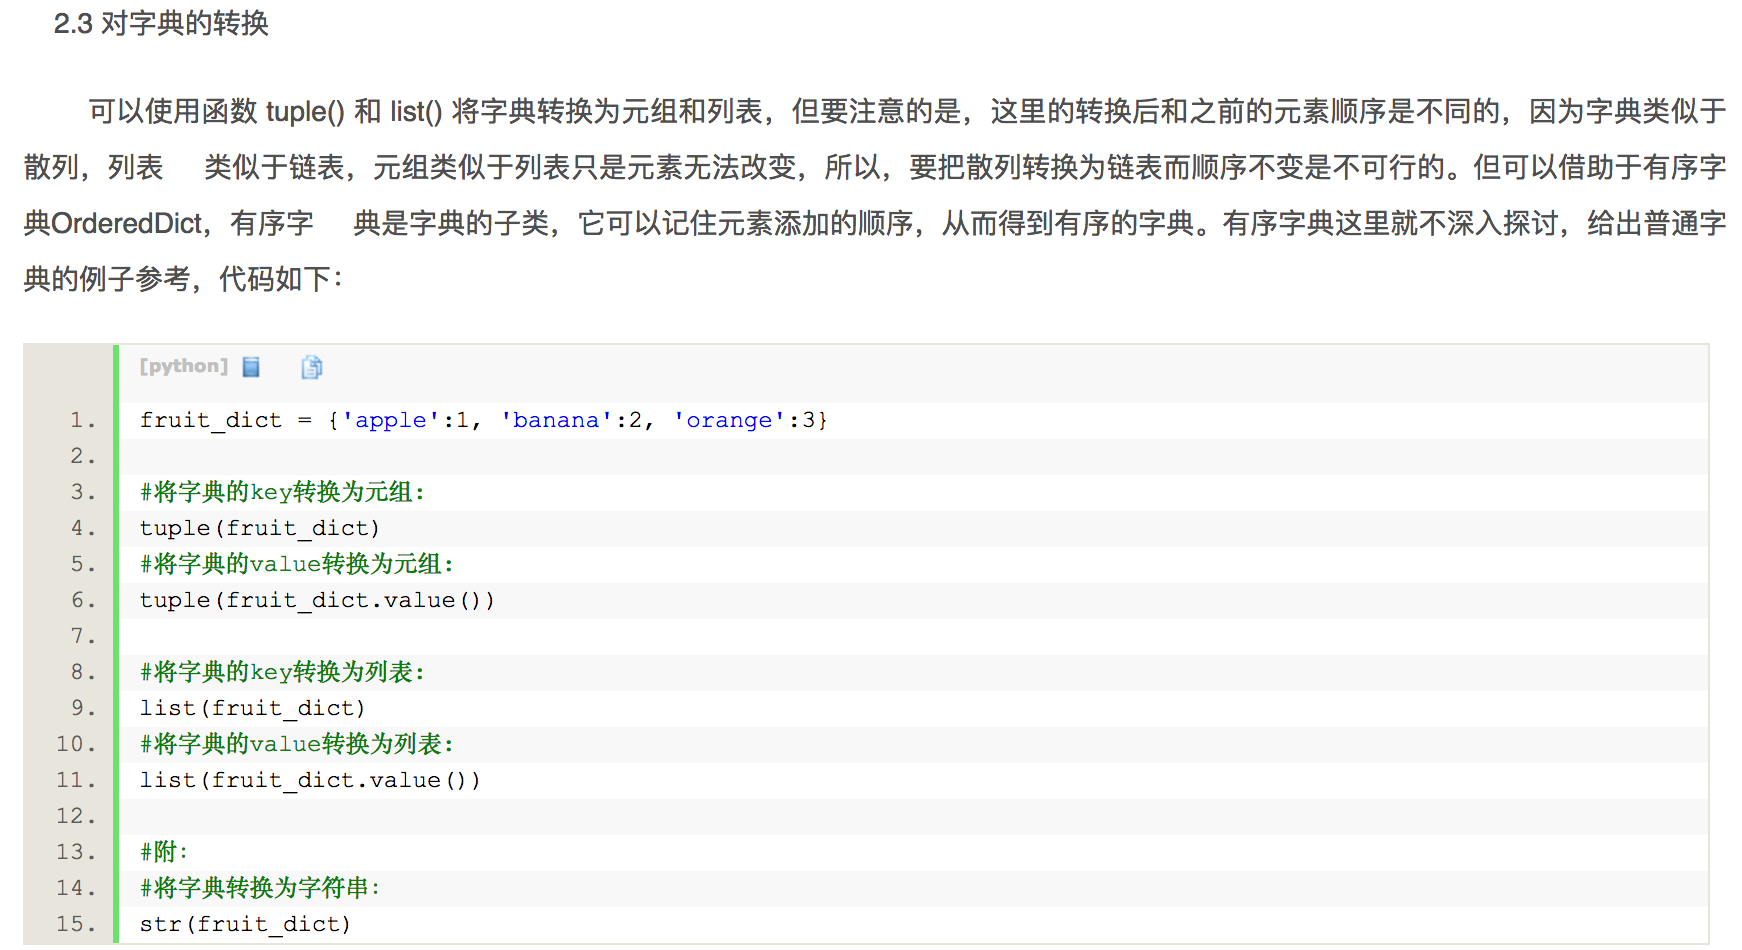 2.3 对字典的转换
可以使用函数 tuple() 和 list() 将字典转换为元组和列表，但要注意的是，这里的转换后和之前的元素顺序是不同的，因为字典类似于
散列，列表 类似于链表，元组类似于列表只是元素无法改变，所以，要把散列转换为链表而顺序不变是不可行的。但可以借助于有序字
典OrderedDict，有序字 典是字典的子类，它可以记住元素添加的顺序，从而得到有序的字典。有序字典这里就不深入探讨，给出普通字
典的例子参考，代码如下：
[python]
1. fruit_dict = {'apple':1, 'banana':2, 'orange':3}
2.
3. #将字典的key转换为元组：
4. tuple(fruit_dict)
5. #将字典的value转换为元组：
6. tuple(fruit_dict.value())
7.
8. #将字典的key转换为列表：
9. list(fruit_dict)
10. #将字典的value转换为列表：
11. list(fruit_dict.value())
12.
13. #附：
14. #将字典转换为字符串：
15. str(fruit_dict)